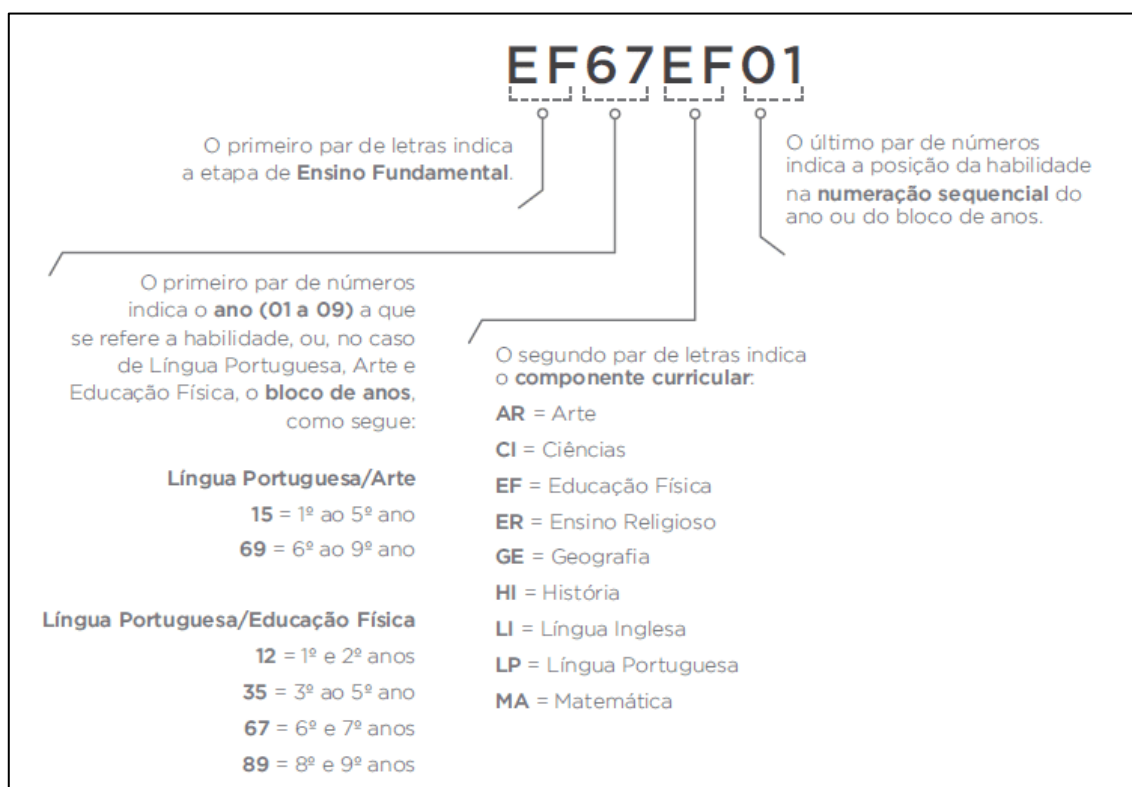 EF67EF01
O primeiro par de letras indica
a etapa de Ensino Fundamental.
O último par de números
indica a posição da habilidade
na numeração sequencial do
ano ou do bloco de anos.
O primeiro par de números
indica o ano (01 a 09) a que
se refere a habilidade, ou, no caso
de Língua Portuguesa, Arte e
Educação Física, o bloco de anos,
como segue:
Língua Portuguesa/Arte
15 = 1º ao 5º ano
69 = 6º ao 9º ano
Língua Portuguesa/Educação Física
12 = 1º e 2º anos
35 = 3º ao 5º ano
67 = 6º e 7º anos
89 = 8º e 9º anos
O segundo par de letras indica
o componente curricular:
AR = Arte
CI = Ciências
EF = Educação Física
ER = Ensino Religioso
GE = Geografia
HI = História
LI = Língua Inglesa
LP = Língua Portuguesa
MA = Matemática